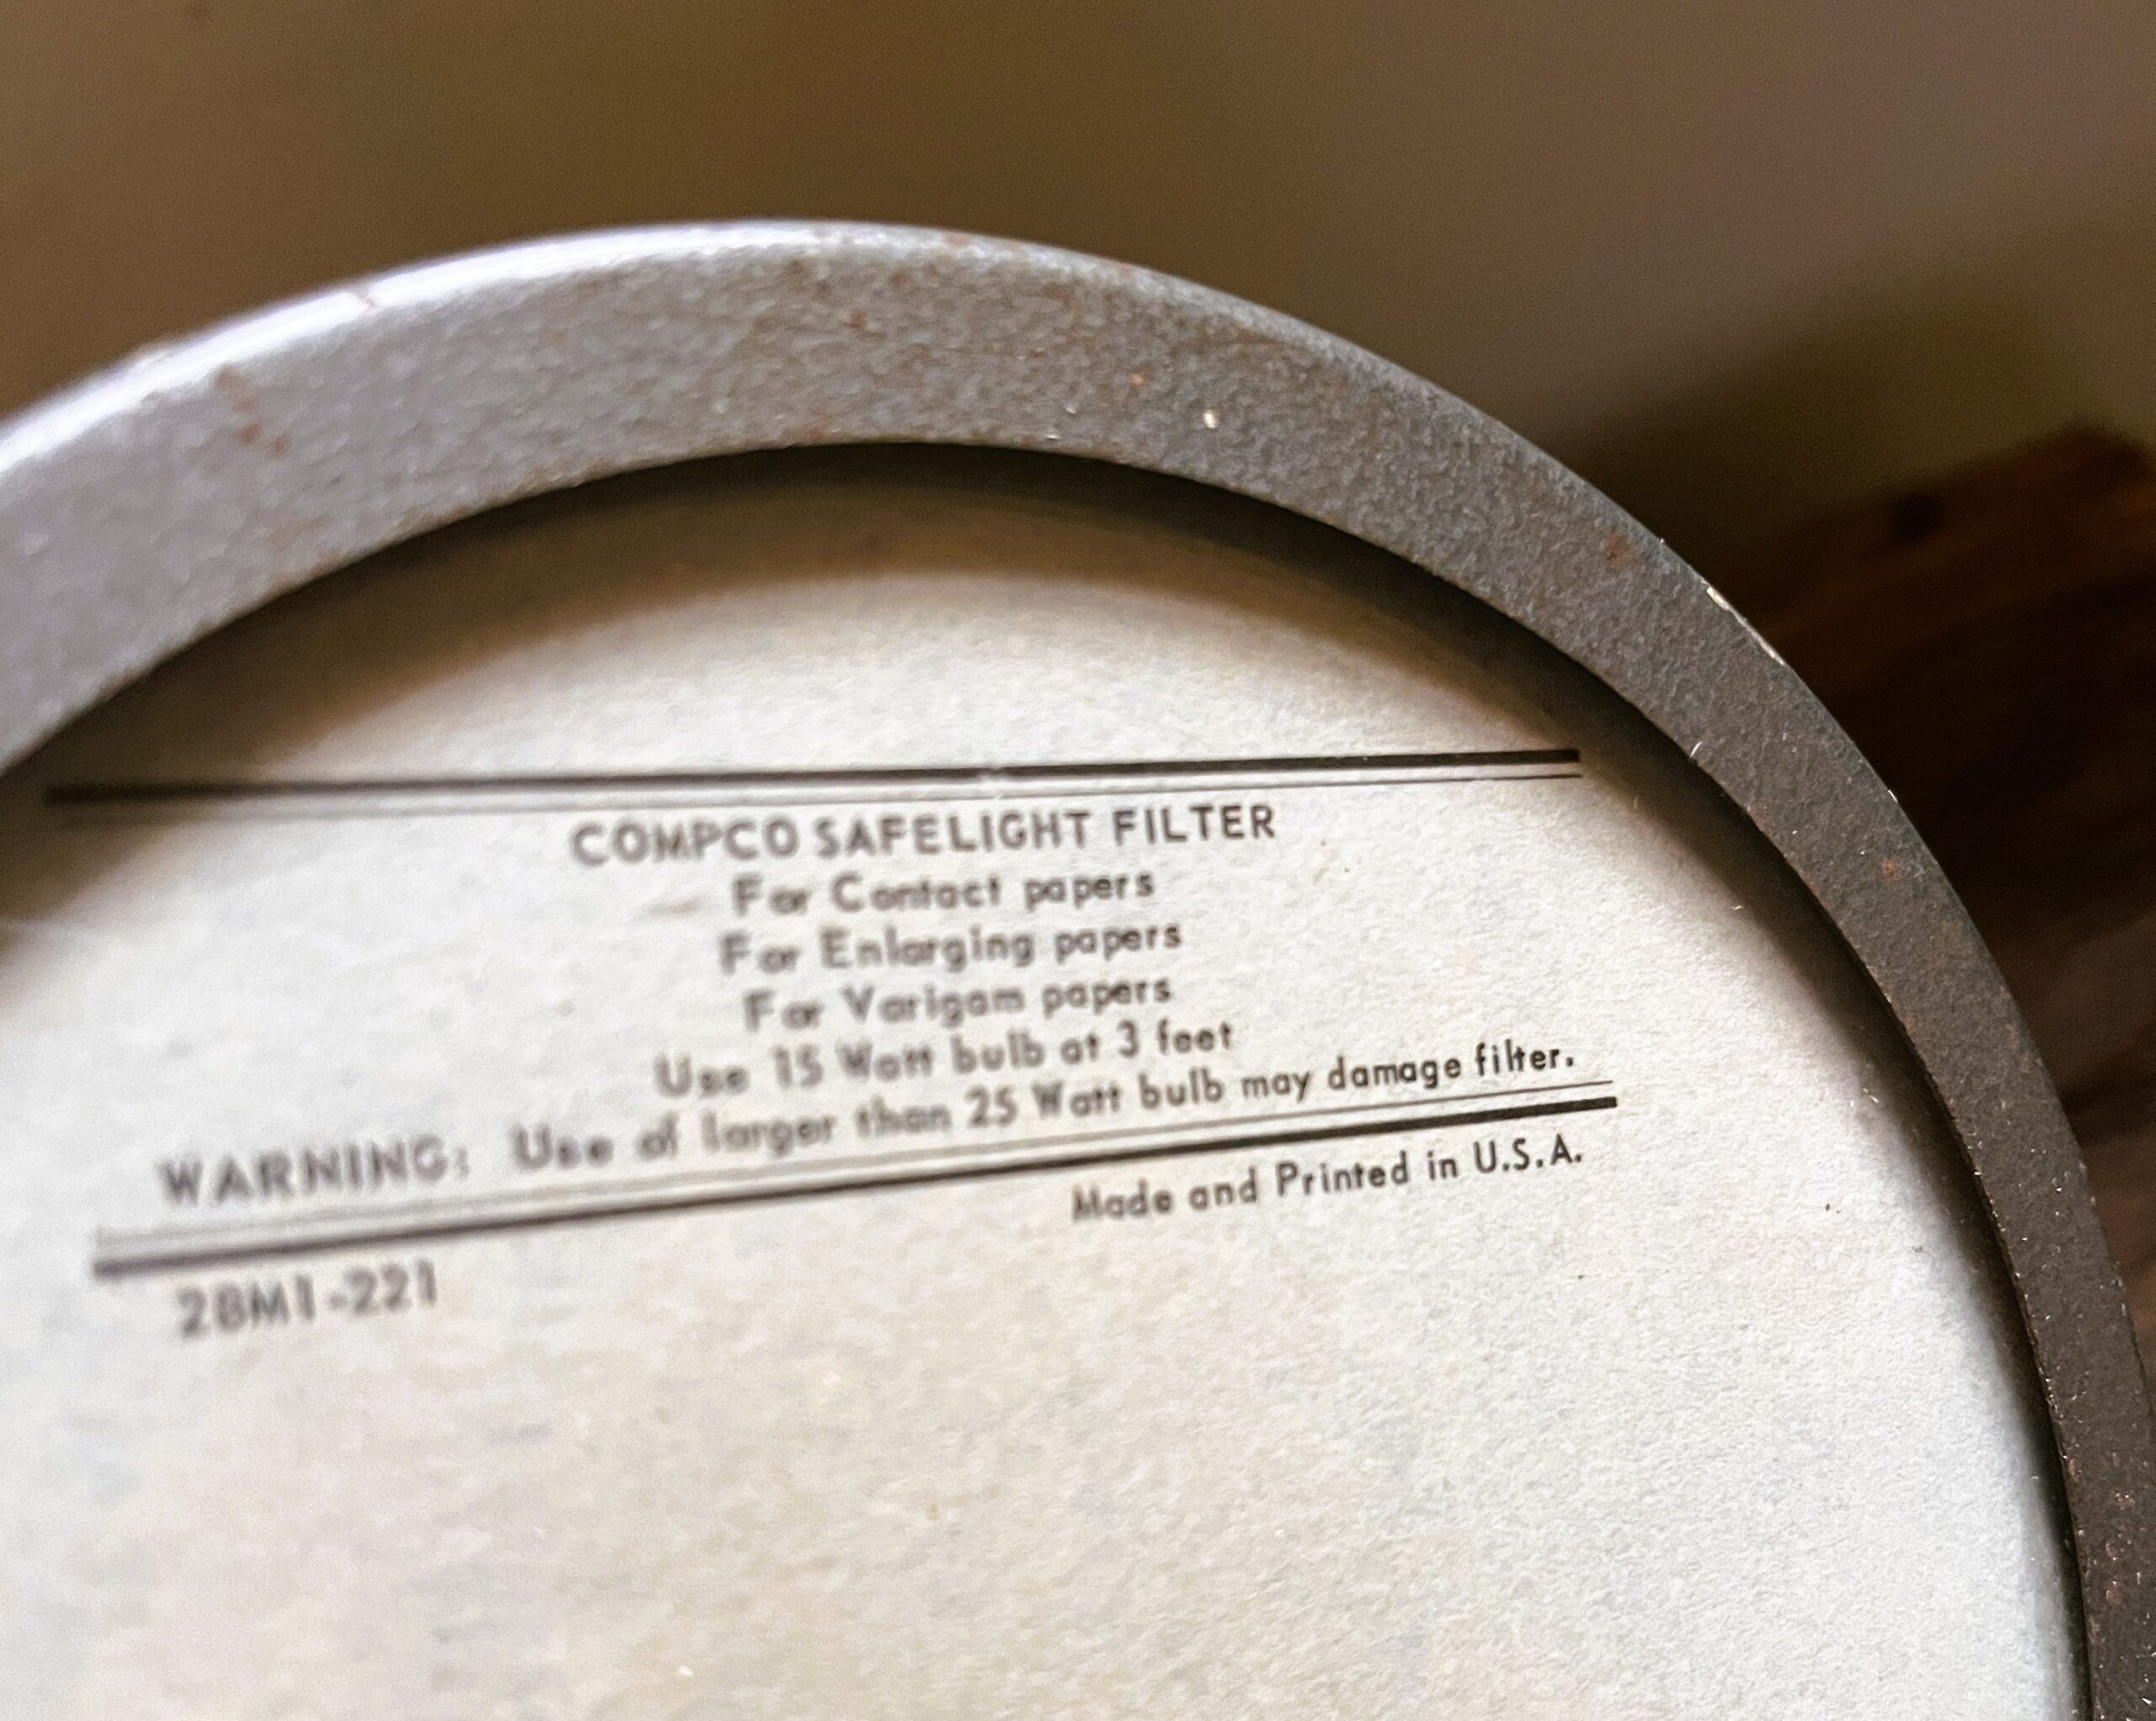 COMPCO SAFELIGHT FILTER
For Contact papers
For Enlarging papers
For Varigam papers
Use 15 Watt bulb at 3 feet
WARNING: Use of larger than 25 Watt bulb may damage filter.
Made and Printed in U.S.A.
2BM1-221